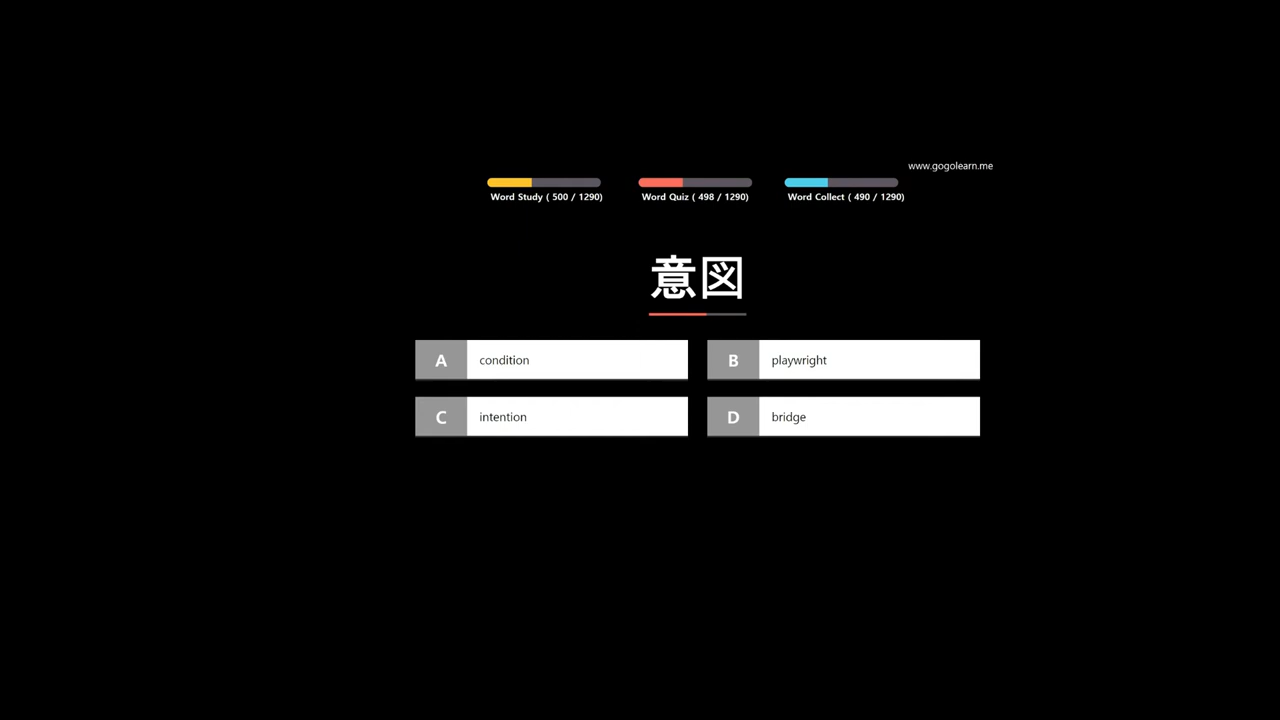 www.gogolearn.me
Word Study ( 500 / 1290) Word Quiz ( 498 / 1290) Word Collect ( 490 / 1290)
意図
A condition B playwright
C intention D bridge